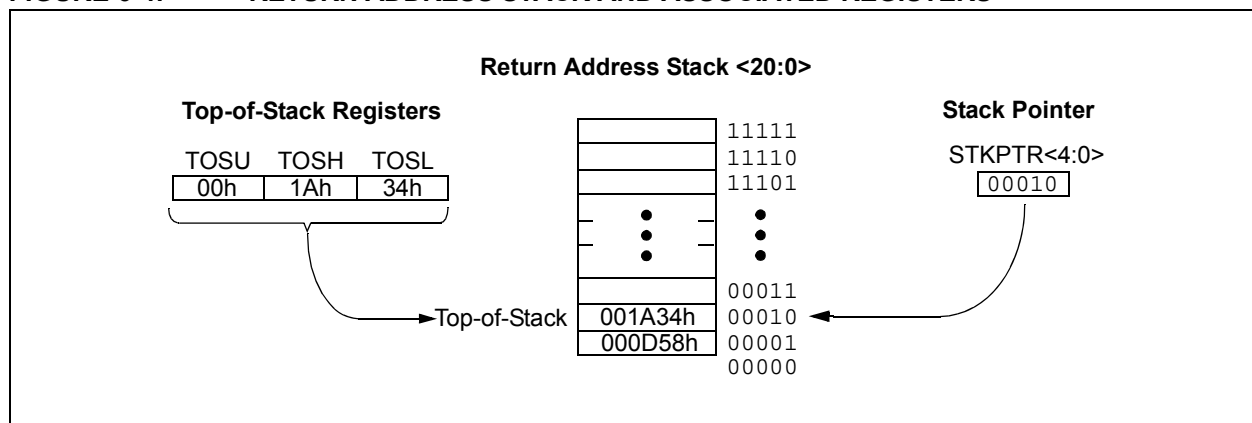 Return Address Stack <20:0>
Top-of-Stack Registers
Stack Pointer
TOSU TOSH TOSL
STKPTR<4:0>
00h 1Ah 34h
00010
11111
11110
11101
00011
Top-of-Stack 001A34h 00010
000D58h 00001
00000